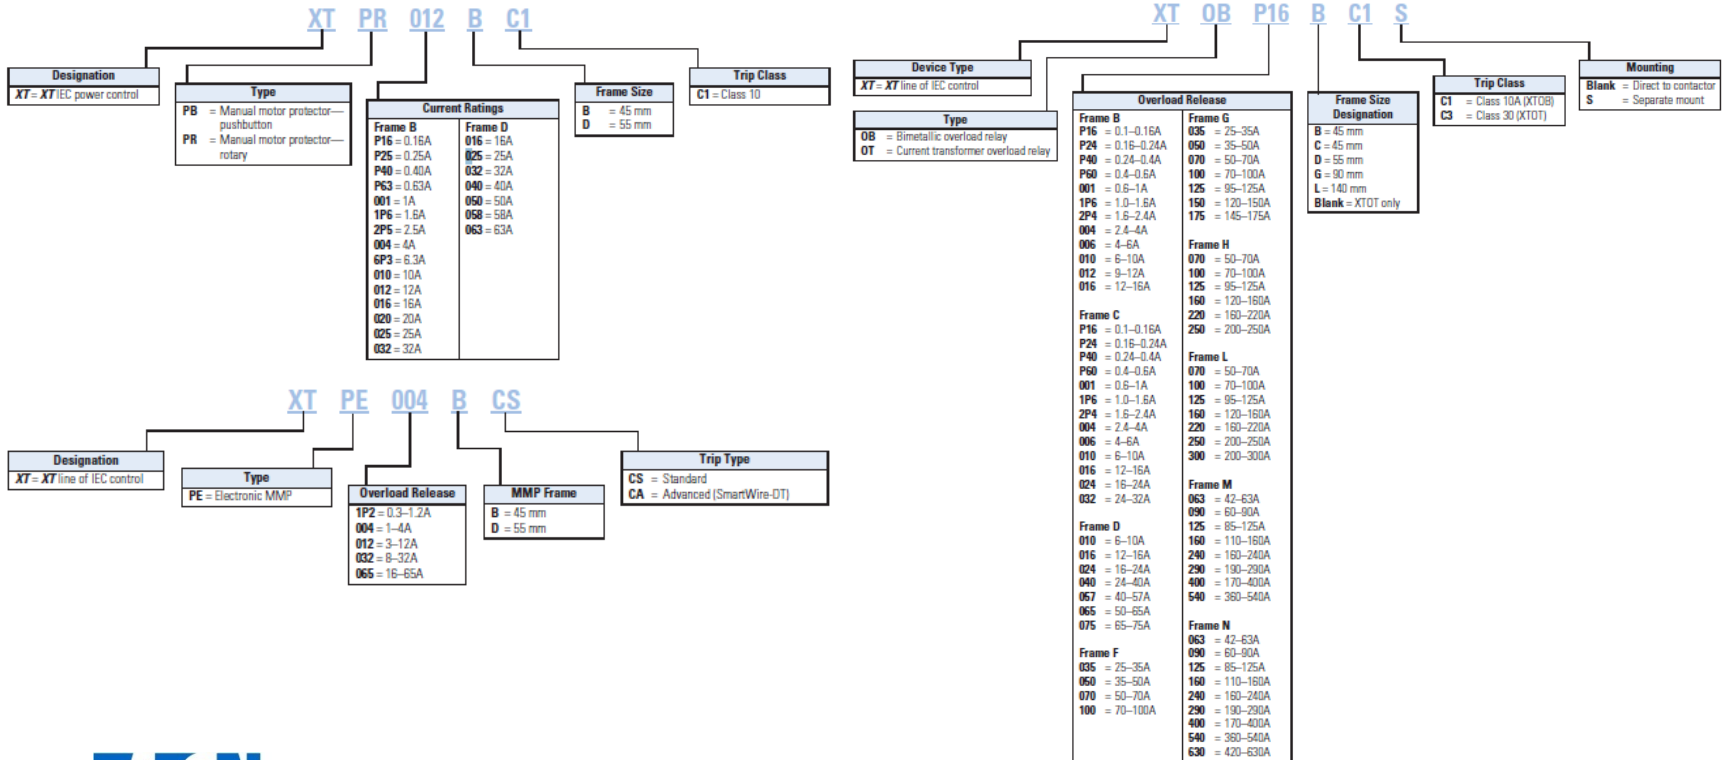 XT PR 012 B C1
Designation
XT = XT IEC power control
Type
PB = Manual motor protector—
pushbutton
PR = Manual motor protector—
rotary
Current Ratings
Frame B
P16 = 0.16A
P25 = 0.25A
P40 = 0.40A
P63 = 0.63A
001 = 1A
1P6 = 1.6A
2P5 = 2.5A
004 = 4A
6P3 = 6.3A
010 = 10A
012 = 12A
016 = 16A
020 = 20A
025 = 25A
032 = 32A
Frame D
016 = 16A
025 = 25A
032 = 32A
040 = 40A
050 = 50A
058 = 58A
063 = 63A
Frame Size
B = 45 mm
D = 55 mm
Trip Class
C1 = Class 10
XT PE 004 B CS
Designation
XT = XT line of IEC control
Type
PE = Electronic MMP
Overload Release
1P2 = 0.3–1.2A
004 = 1–4A
012 = 3–12A
032 = 8–32A
065 = 16–65A
MMP Frame
B = 45 mm
D = 55 mm
Trip Type
CS = Standard
CA = Advanced (SmartWire-DT)
XT OB P16 B C1 S
Device Type
XT = XT line of IEC control
Type
OB = Bimetallic overload relay
OT = Current transformer overload relay
Overload Release
Frame B
P16 = 0.1–0.16A
P24 = 0.16–0.24A
P40 = 0.24–0.4A
P60 = 0.4–0.6A
001 = 0.6–1A
1P6 = 1.0–1.6A
2P4 = 1.6–2.4A
004 = 2.4–4A
006 = 4–6A
010 = 6–10A
012 = 9–12A
016 = 12–16A
Frame C
P16 = 0.1–0.16A
P24 = 0.16–0.24A
P40 = 0.24–0.4A
P60 = 0.4–0.6A
001 = 0.6–1A
1P6 = 1.0–1.6A
2P4 = 1.6–2.4A
004 = 2.4–4A
006 = 4–6A
010 = 6–10A
016 = 12–16A
024 = 16–24A
032 = 24–32A
Frame D
010 = 6–10A
016 = 12–16A
024 = 16–24A
040 = 24–40A
057 = 40–57A
065 = 50–65A
075 = 65–75A
Frame F
035 = 25–35A
050 = 35–50A
070 = 50–70A
100 = 70–100A
Frame G
035 = 25–35A
050 = 35–50A
070 = 50–70A
100 = 70–100A
125 = 95–125A
150 = 120–150A
175 = 145–175A
Frame H
070 = 50–70A
100 = 70–100A
125 = 95–125A
160 = 120–160A
220 = 160–220A
250 = 200–250A
Frame L
070 = 50–70A
100 = 70–100A
125 = 95–125A
160 = 120–160A
220 = 160–220A
250 = 200–250A
300 = 200–300A
Frame M
063 = 42–63A
090 = 60–90A
125 = 85–125A
160 = 110–160A
240 = 160–240A
290 = 190–290A
400 = 170–400A
540 = 360–540A
Frame N
063 = 42–63A
090 = 60–90A
125 = 85–125A
160 = 110–160A
240 = 160–240A
290 = 190–290A
400 = 170–400A
540 = 360–540A
630 = 420–630A
Frame Size
Designation
B = 45 mm
C = 45 mm
D = 55 mm
G = 90 mm
L = 140 mm
Blank = XTOT only
Trip Class
C1 = Class 10A (XTOB)
C3 = Class 30 (XTOT)
Mounting
Blank = Direct to contactor
S = Separate mount